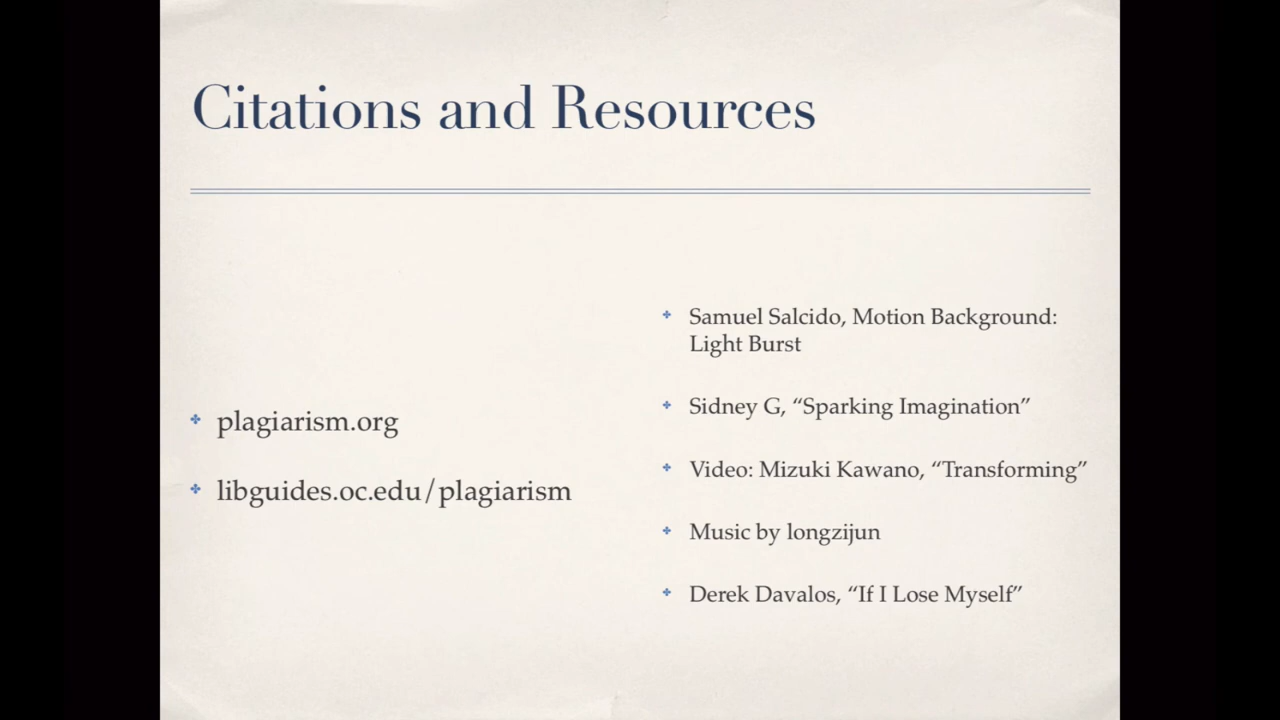 Citations and Resources
plagiarism.org
libguides.oc.edu/plagiarism
Samuel Salcido, Motion Background:
Light Burst
Sidney G, “Sparking Imagination”
Video: Mizuki Kawano, “Transforming”
Music by longzijun
Derek Davalos, “If I Lose Myself”